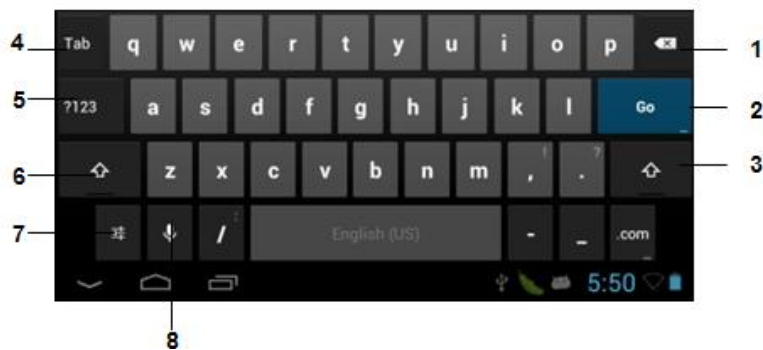 4 Tab q w e r t y u i o p 1
5 ?123 a s d f g h j k l Go 2
6 z x c v b n m , ! . ? 3
7 / : English (US) - _ .com
5:50
8